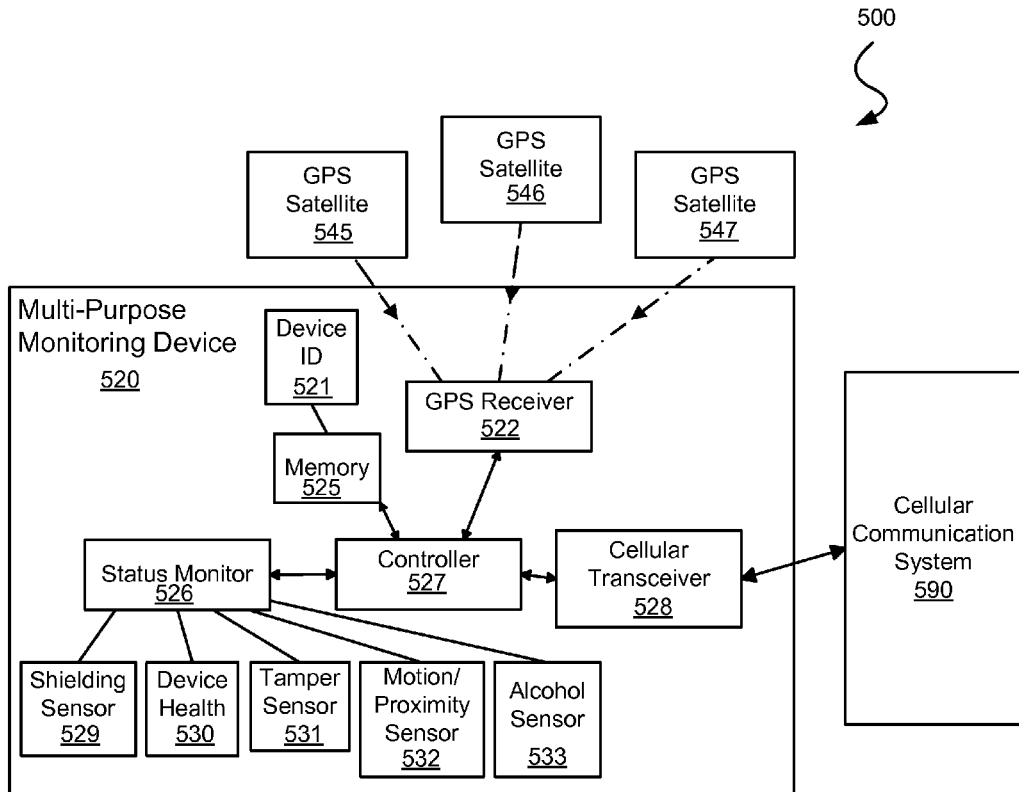 500
GPS
Satellite
545
GPS
Satellite
546
GPS
Satellite
547
Multi-Purpose
Monitoring Device
520
Device
ID
521
GPS Receiver
522
Memory
525
Status Monitor
526
Controller
527
Cellular
Transceiver
528
Cellular
Communication
System
590
Shielding
Sensor
529
Device
Health
530
Tamper
Sensor
531
Motion/
Proximity
Sensor
532
Alcohol
Sensor
533